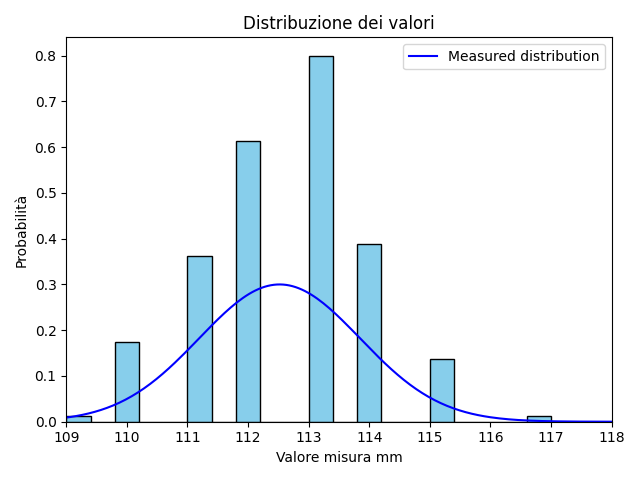 Distribuzione dei valori
Measured distribution
0.8
0.7
0.6
0.5
0.4
0.3
0.2
0.1
0.0
Probabilità
109 110 111 112 113 114 115 116 117 118
Valore misura mm